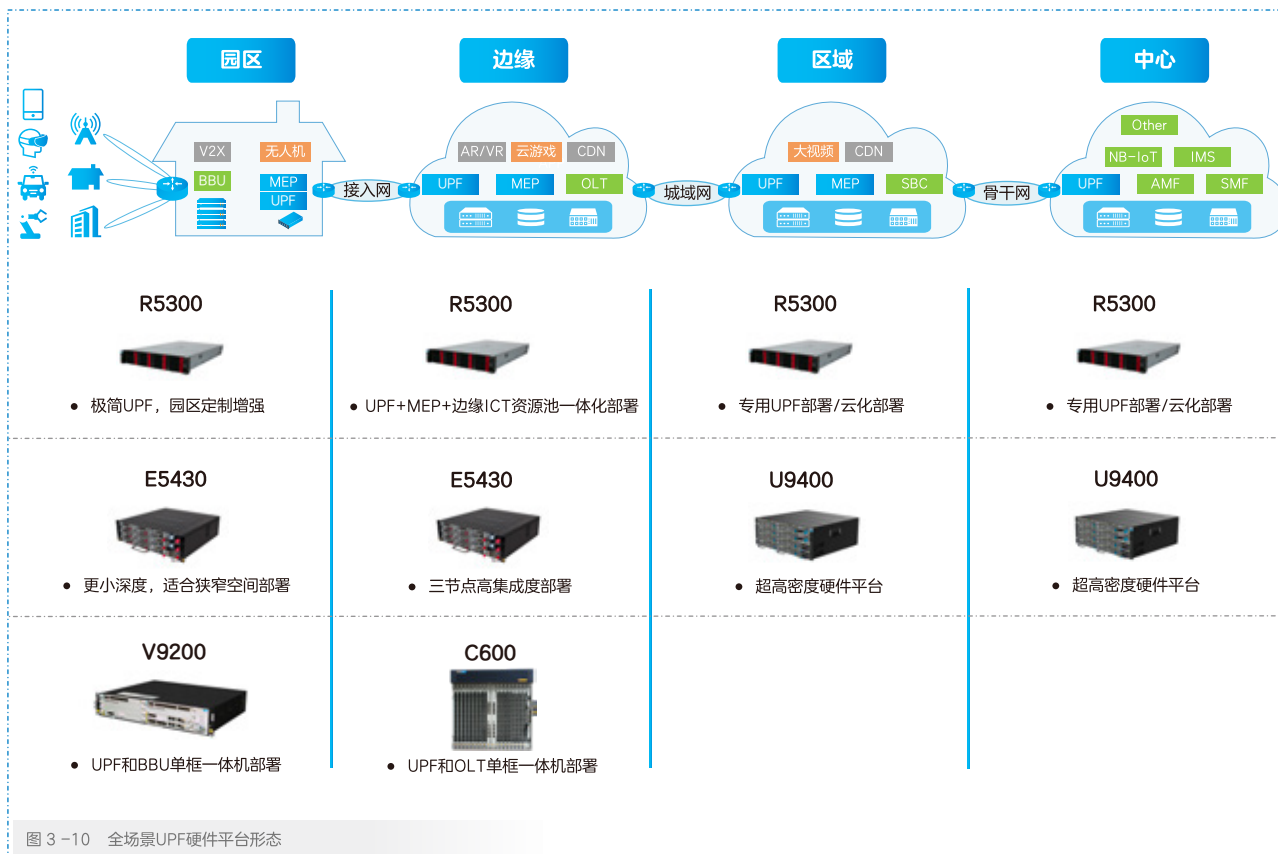 园区
边缘
区域
中心
V2X
无人机
BBU
MEP
UPF
接入网
AR/VR
云游戏
CDN
UPF
MEP
OLT
城域网
大视频
CDN
UPF
MEP
SBC
骨干网
Other
NB-IoT
IMS
UPF
AMF
SMF
R5300
R5300
R5300
R5300
● 极简UPF，园区定制增强
● UPF+MEP+边缘ICT资源池一体化部署
● 专用UPF部署/云化部署
● 专用UPF部署/云化部署
E5430
E5430
U9400
U9400
● 更小深度，适合狭窄空间部署
● 三节点高集成度部署
● 超高密度硬件平台
● 超高密度硬件平台
V9200
C600
● UPF和BBU单框一体机部署
● UPF和OLT单框一体机部署
图 3 -10 全场景UPF硬件平台形态